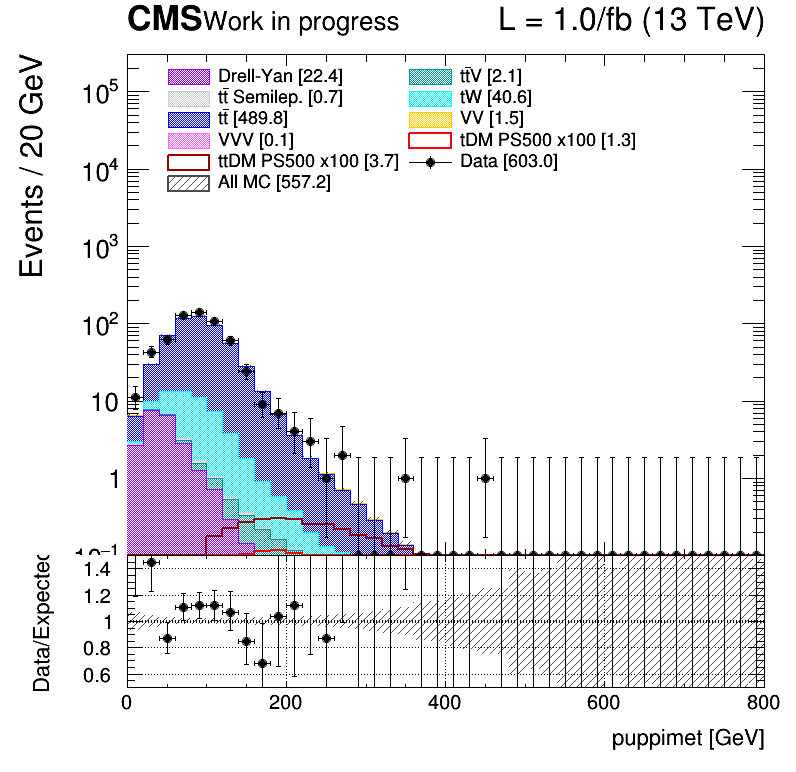 CMS Work in progress L = 1.0/fb (13 TeV)
Events / 20 GeV
Drell-Yan [22.4] tt̄V [2.1]
tt̄ Semilep. [0.7] tW [40.6]
tt̄ [489.8] VV [1.5]
VVV [0.1] tDM PS500 x100 [1.3]
ttDM PS500 x100 [3.7] Data [603.0]
All MC [557.2]
10⁵
10⁴
10³
10²
10
1
10⁻¹
Data/Expected
1.4
1.2
1
0.8
0.6
0 200 400 600 800
puppimet [GeV]